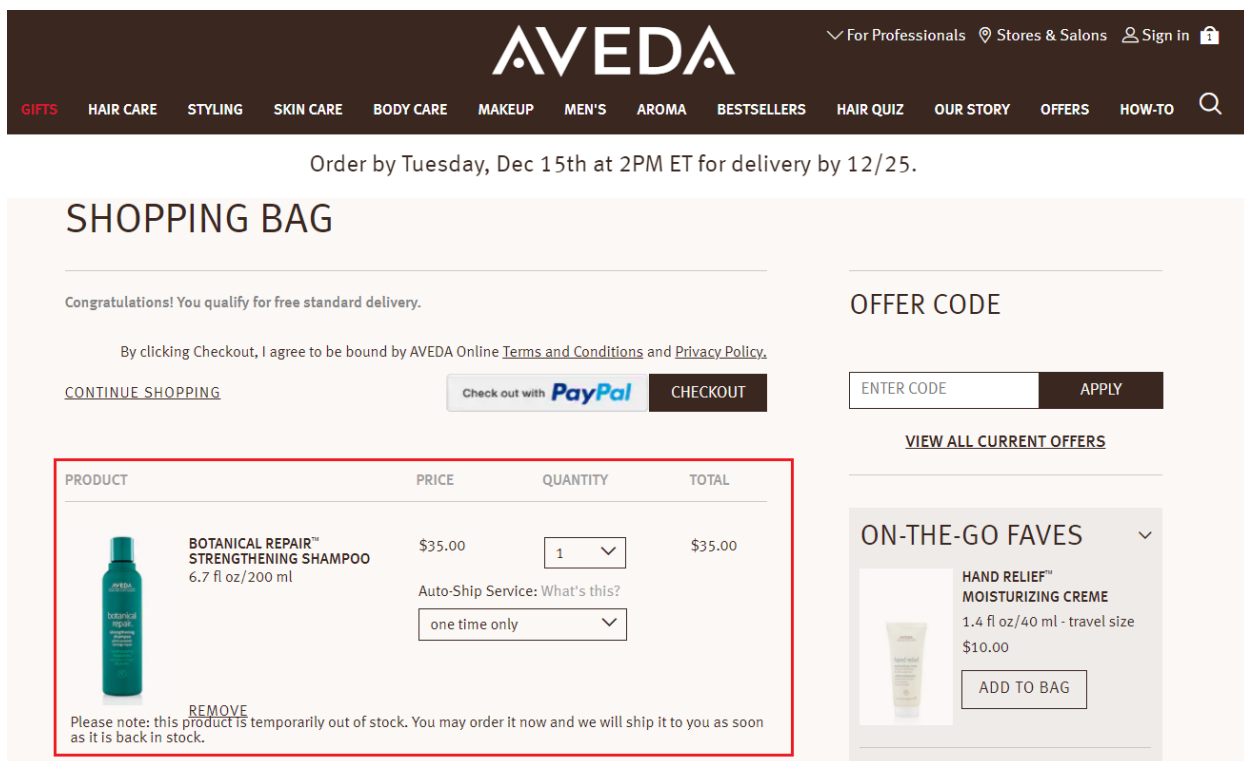 AVEDA
For Professionals
Stores & Salons
Sign in
1
GIFTS
HAIR CARE
STYLING
SKIN CARE
BODY CARE
MAKEUP
MEN'S
AROMA
BESTSELLERS
HAIR QUIZ
OUR STORY
OFFERS
HOW-TO
Order by Tuesday, Dec 15th at 2PM ET for delivery by 12/25.
SHOPPING BAG
Congratulations! You qualify for free standard delivery.
By clicking Checkout, I agree to be bound by AVEDA Online Terms and Conditions and Privacy Policy.
CONTINUE SHOPPING
Check out with PayPal
CHECKOUT
PRODUCT
PRICE
QUANTITY
TOTAL
AVEDA
botanical
repair.
BOTANICAL REPAIR™
STRENGTHENING SHAMPOO
6.7 fl oz/200 ml
$35.00
1
$35.00
Auto-Ship Service: What's this?
one time only
REMOVE
Please note: this product is temporarily out of stock. You may order it now and we will ship it to you as soon
as it is back in stock.
OFFER CODE
ENTER CODE
APPLY
VIEW ALL CURRENT OFFERS
ON-THE-GO FAVES
HAND RELIEF™
MOISTURIZING CREME
1.4 fl oz/40 ml - travel size
$10.00
ADD TO BAG